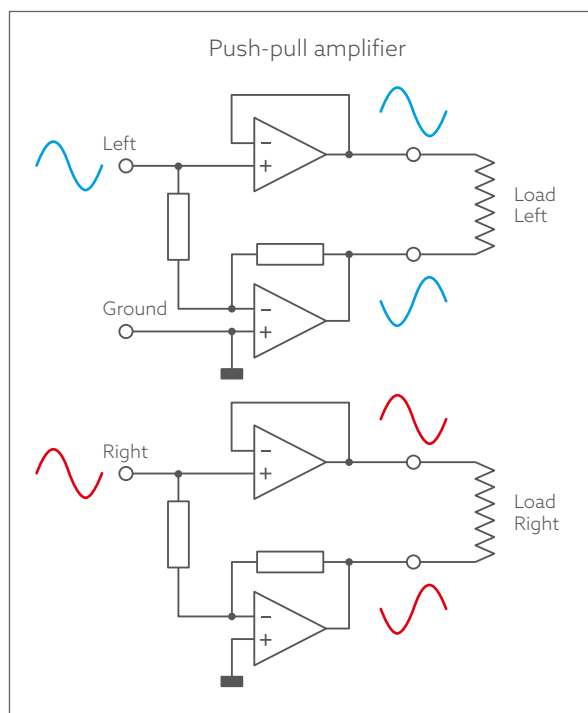 Push-pull amplifier
Left
−
+
Load
Left
Ground
−
+
Right
−
+
Load
Right
−
+